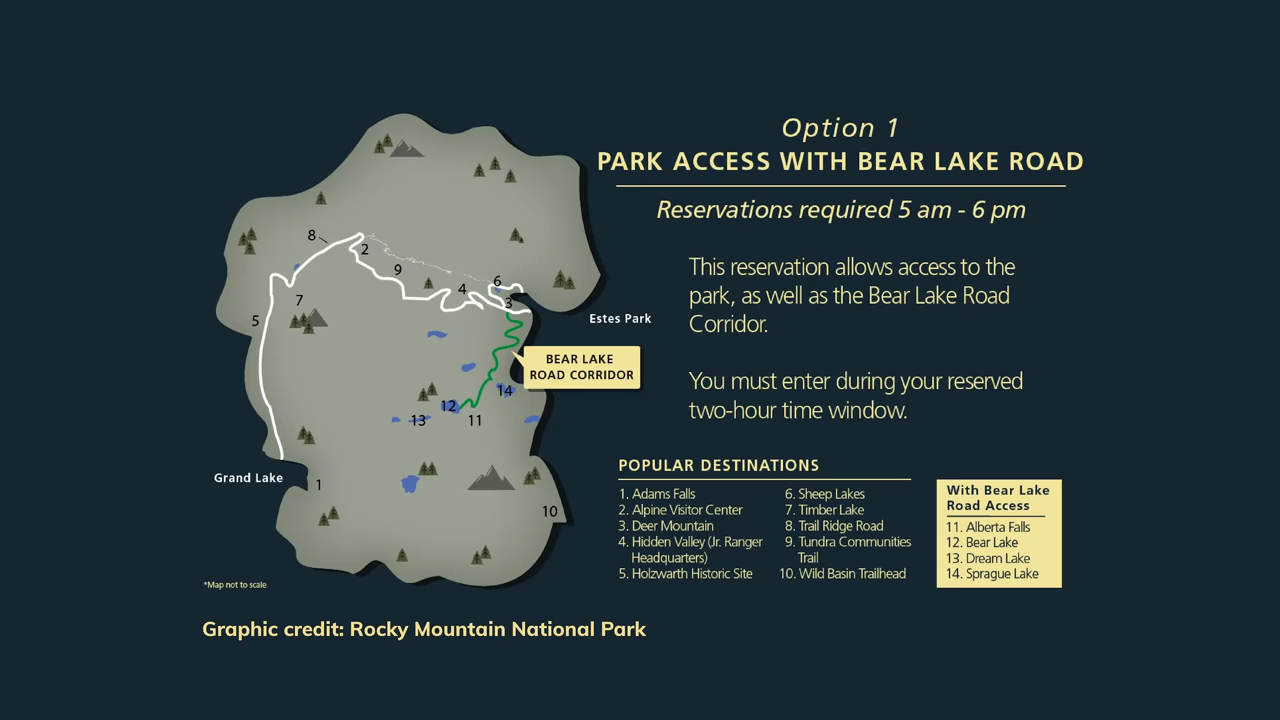 Option 1
PARK ACCESS WITH BEAR LAKE ROAD
Reservations required 5 am - 6 pm
This reservation allows access to the
park, as well as the Bear Lake Road
Corridor.
You must enter during your reserved
two-hour time window.
8
2
9
6
4
3
7
5
Estes Park
BEAR LAKE
ROAD CORRIDOR
14
12
13
11
Grand Lake
1
10
*Map not to scale
POPULAR DESTINATIONS
1. Adams Falls
2. Alpine Visitor Center
3. Deer Mountain
4. Hidden Valley (Jr. Ranger
Headquarters)
5. Holzwarth Historic Site
6. Sheep Lakes
7. Timber Lake
8. Trail Ridge Road
9. Tundra Communities
Trail
10. Wild Basin Trailhead
With Bear Lake
Road Access
11. Alberta Falls
12. Bear Lake
13. Dream Lake
14. Sprague Lake
Graphic credit: Rocky Mountain National Park